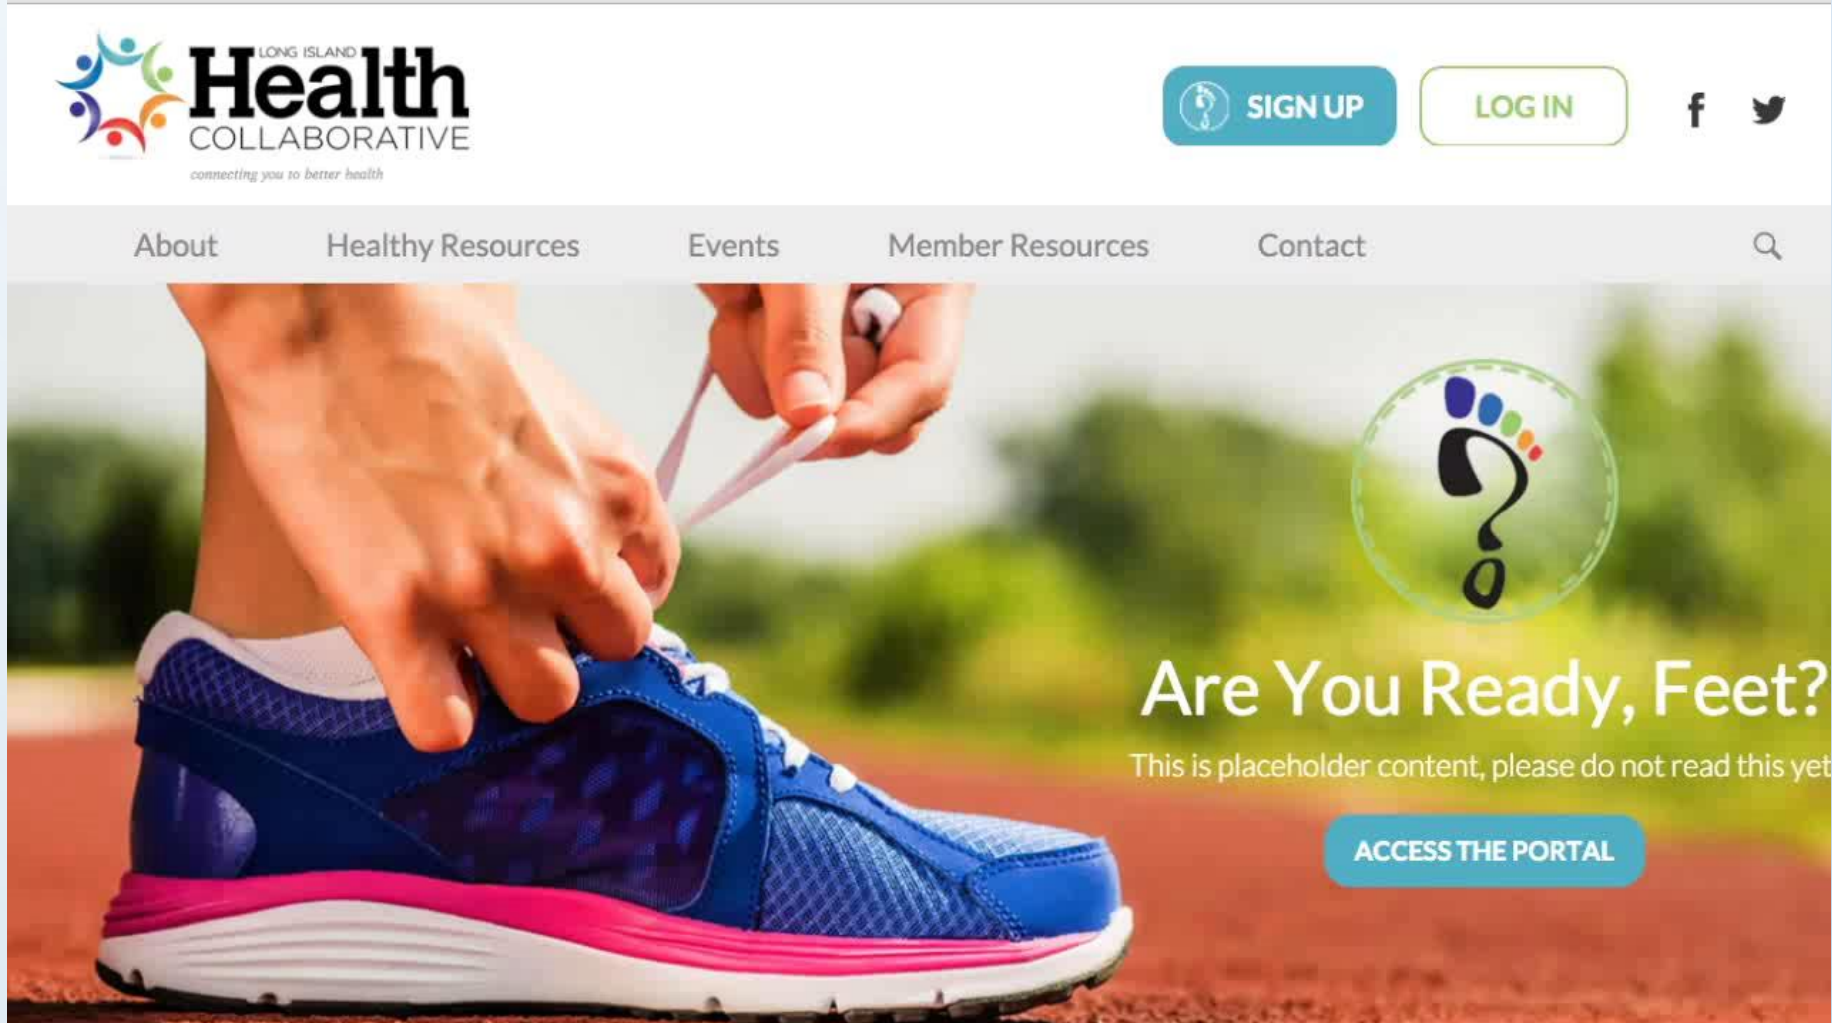 LONG ISLAND
Health
COLLABORATIVE
connecting you to better health
SIGN UP
LOG IN
About
Healthy Resources
Events
Member Resources
Contact
Are You Ready, Feet?
This is placeholder content, please do not read this yet
ACCESS THE PORTAL